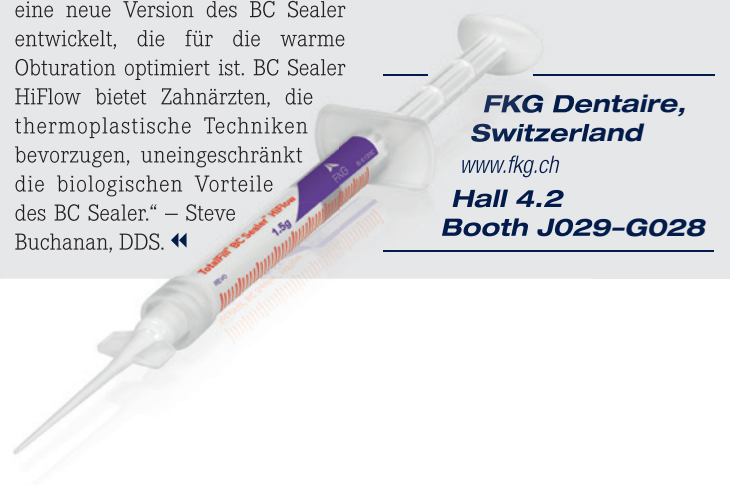 eine neue Version des BC Sealer
entwickelt, die für die warme
Obturation optimiert ist. BC Sealer
HiFlow bietet Zahnärzten, die
thermoplastische Techniken
bevorzugen, uneingeschränkt
die biologischen Vorteile
des BC Sealer.“ – Steve
Buchanan, DDS.
FKG Dentaire,
Switzerland
www.fkg.ch
Hall 4.2
Booth J029–G028
FKG
TotalFill® BC Sealer™ HiFlow
1.5g